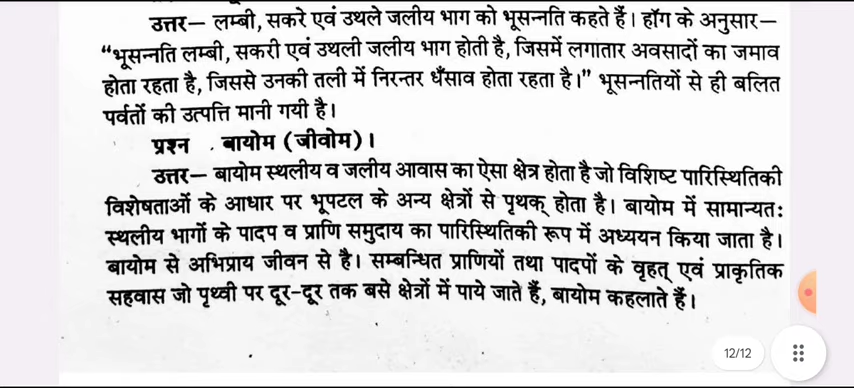 उत्तर— लम्बी, सकरे एवं उथले जलीय भाग को भूसन्नति कहते हैं। हॉग के अनुसार—
“भूसन्नति लम्बी, सकरी एवं उथली जलीय भाग होती है, जिसमें लगातार अवसादों का जमाव
होता रहता है, जिससे उनकी तली में निरन्तर धँसाव होता रहता है।” भूसन्नतियों से ही बलित
पर्वतों की उत्पत्ति मानी गयी है।
प्रश्न . बायोम (जीवोम)।
उत्तर— बायोम स्थलीय व जलीय आवास का ऐसा क्षेत्र होता है जो विशिष्ट पारिस्थितिकी
विशेषताओं के आधार पर भूपटल के अन्य क्षेत्रों से पृथक् होता है। बायोम में सामान्यतः
स्थलीय भागों के पादप व प्राणि समुदाय का पारिस्थितिकी रूप में अध्ययन किया जाता है।
बायोम से अभिप्राय जीवन से है। सम्बन्धित प्राणियों तथा पादपों के वृहत् एवं प्राकृतिक
सहवास जो पृथ्वी पर दूर-दूर तक बसे क्षेत्रों में पाये जाते हैं, बायोम कहलाते हैं।
12/12